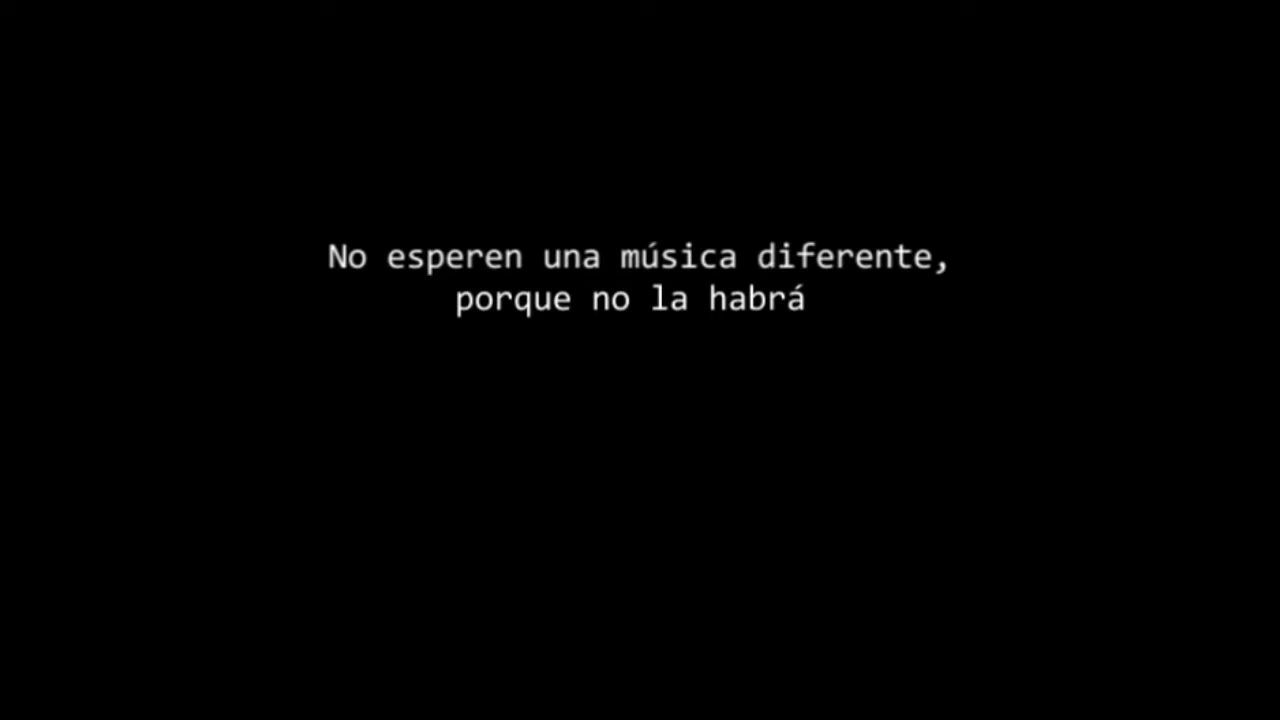 No esperen una música diferente,
porque no la habrá